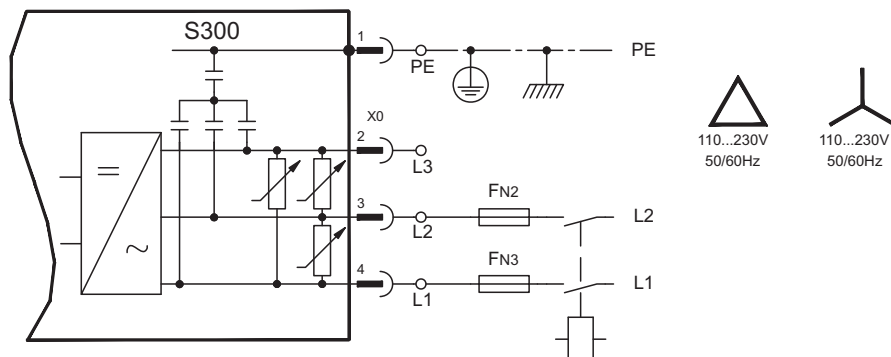 S300
1
PE
PE
X0
110...230V
50/60Hz
110...230V
50/60Hz
2
L3
3
L2
FN2
L2
4
L1
FN3
L1